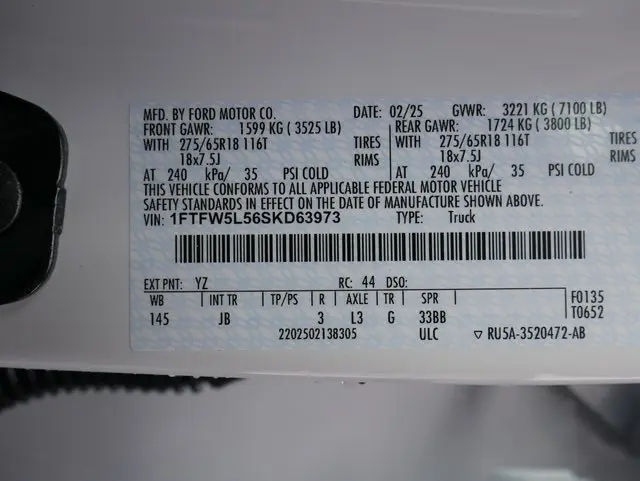 MFD. BY FORD MOTOR CO. DATE: 02/25 GVWR: 3221 KG ( 7100 LB)
FRONT GAWR: 1599 KG ( 3525 LB) REAR GAWR: 1724 KG ( 3800 LB)
WITH 275/65R18 116T TIRES WITH 275/65R18 116T TIRES
18x7.5J RIMS 18x7.5J RIMS
AT 240 kPa/ 35 PSI COLD AT 240 kPa/ 35 PSI COLD
THIS VEHICLE CONFORMS TO ALL APPLICABLE FEDERAL MOTOR VEHICLE
SAFETY STANDARDS IN EFFECT ON THE DATE OF MANUFACTURE SHOWN ABOVE.
VIN: 1FTFW5L56SKD63973 TYPE: Truck
EXT PNT: YZ RC: 44 DSO:
WB INT TR TP/PS R AXLE TR SPR F0135
145 JB 3 L3 G 33BB T0652
2202502138305 ULC ▽ RU5A-3520472-AB